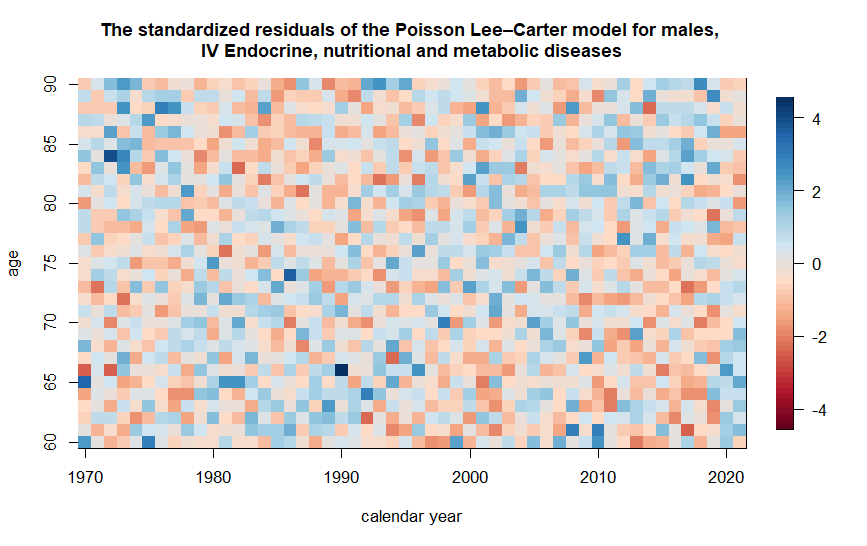 The standardized residuals of the Poisson Lee–Carter model for males,
IV Endocrine, nutritional and metabolic diseases
age
90
85
80
75
70
65
60
4
2
0
-2
-4
1970 1980 1990 2000 2010 2020
calendar year